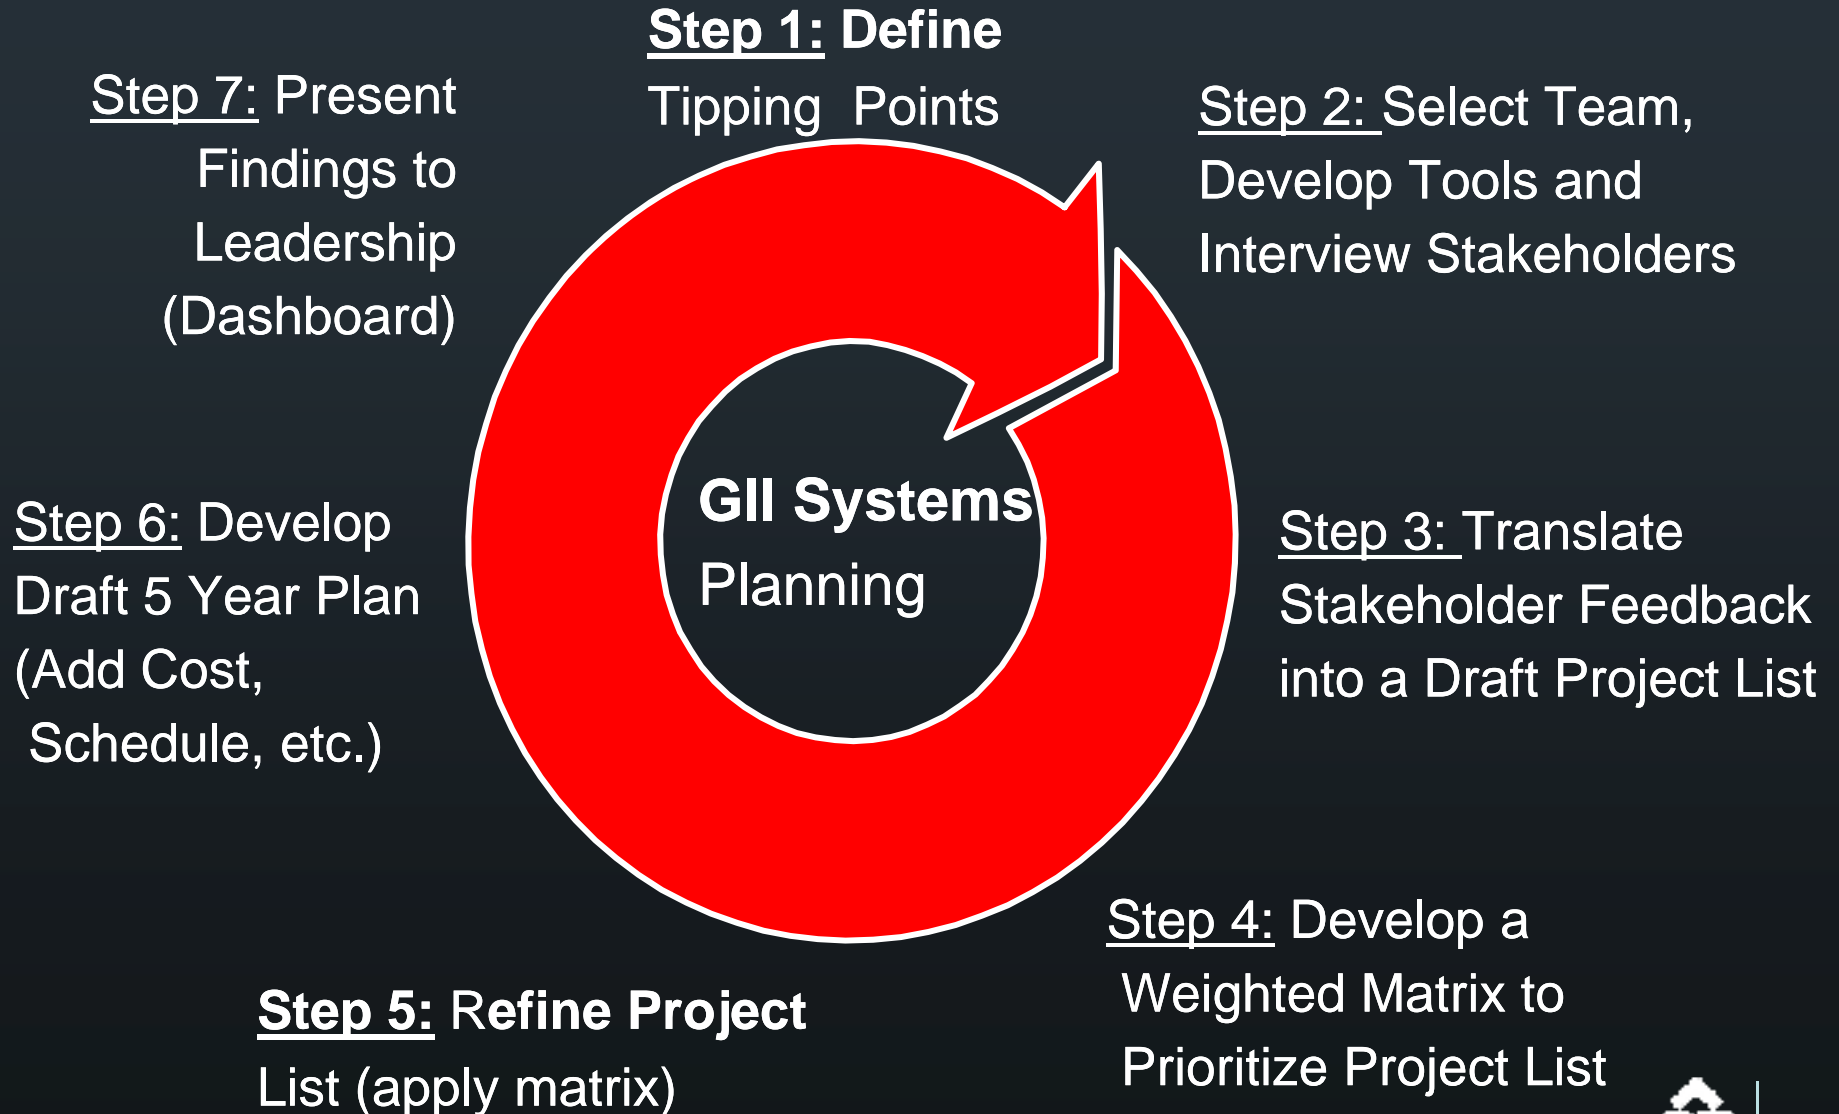 Step 1: Define
Tipping Points
Step 2: Select Team,
Develop Tools and
Interview Stakeholders
Step 3: Translate
Stakeholder Feedback
into a Draft Project List
Step 4: Develop a
Weighted Matrix to
Prioritize Project List
Step 5: Refine Project
List (apply matrix)
Step 6: Develop
Draft 5 Year Plan
(Add Cost,
Schedule, etc.)
Step 7: Present
Findings to
Leadership
(Dashboard)
GII Systems
Planning